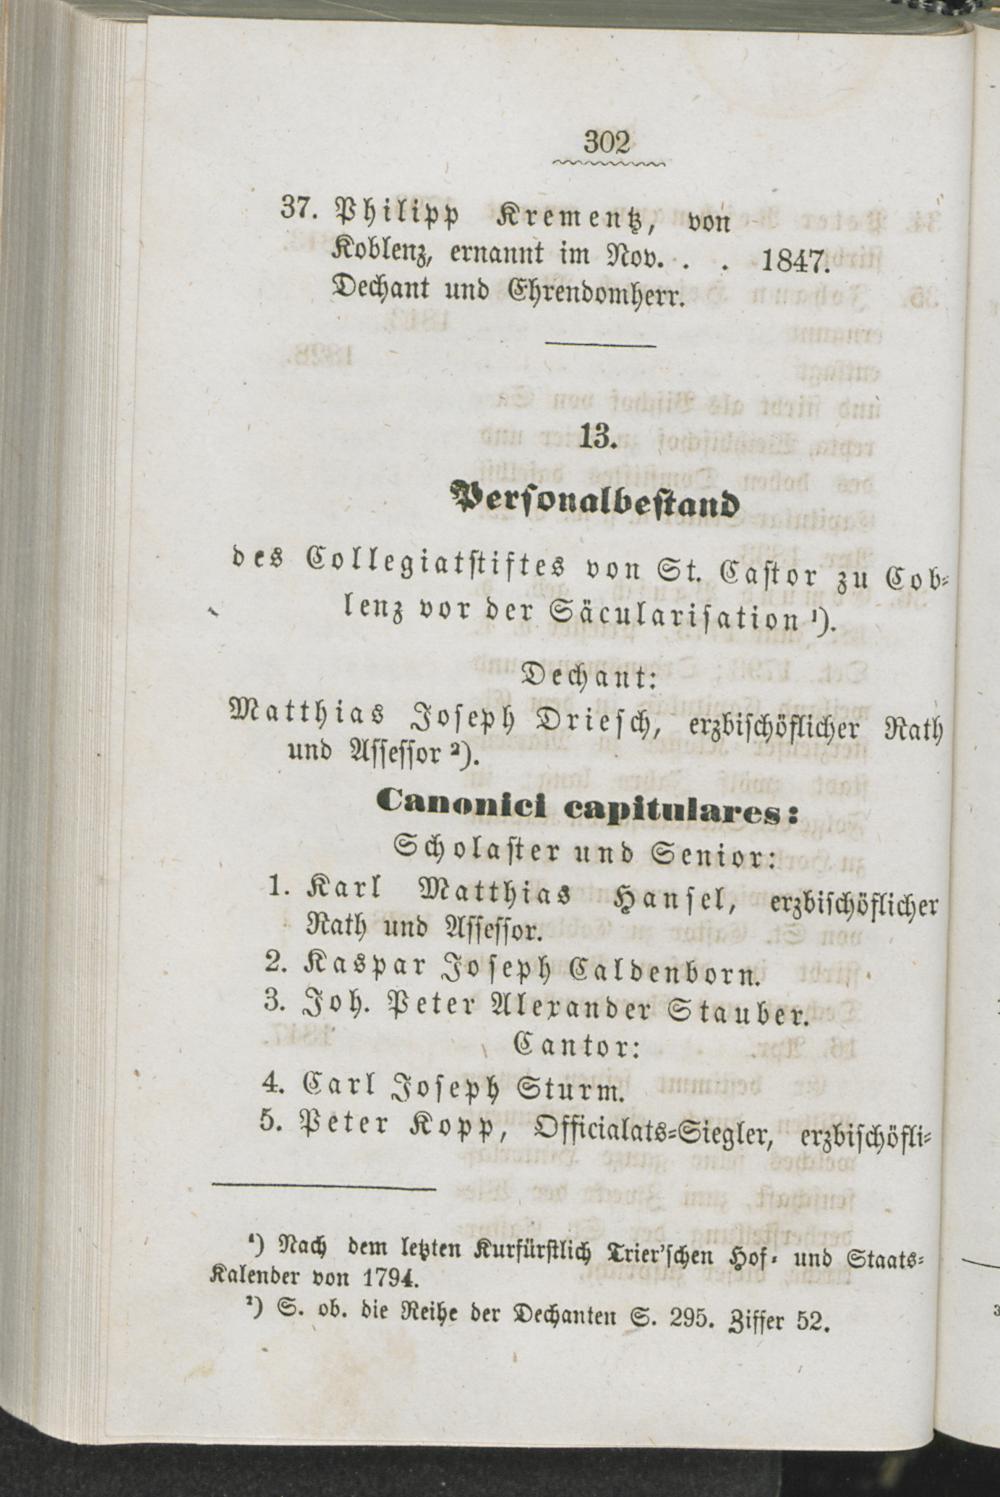 302
37. Philipp Krementz, von
Koblenz, ernannt im Nov. . . 1847.
Dechant und Ehrendomherr.
13.
Personalbestand
des Collegiatstiftes von St. Castor zu Cob-
lenz vor der Säcularisation ¹).
Dechant:
Matthias Joseph Driesch, erzbischöflicher Rath
und Assessor ²).
Canonici capitulares:
Scholaster und Senior:
1. Karl Matthias Hansel, erzbischöflicher
Rath und Assessor.
2. Kaspar Joseph Caldenborn.
3. Joh. Peter Alexander Stauber.
Cantor:
4. Carl Joseph Sturm.
5. Peter Kopp, Officialats-Siegler, erzbischöfli-
¹) Nach dem letzten Kurfürstlich Trier'schen Hof- und Staats-
Kalender von 1794.
²) S. ob. die Reihe der Dechanten S. 295. Ziffer 52.